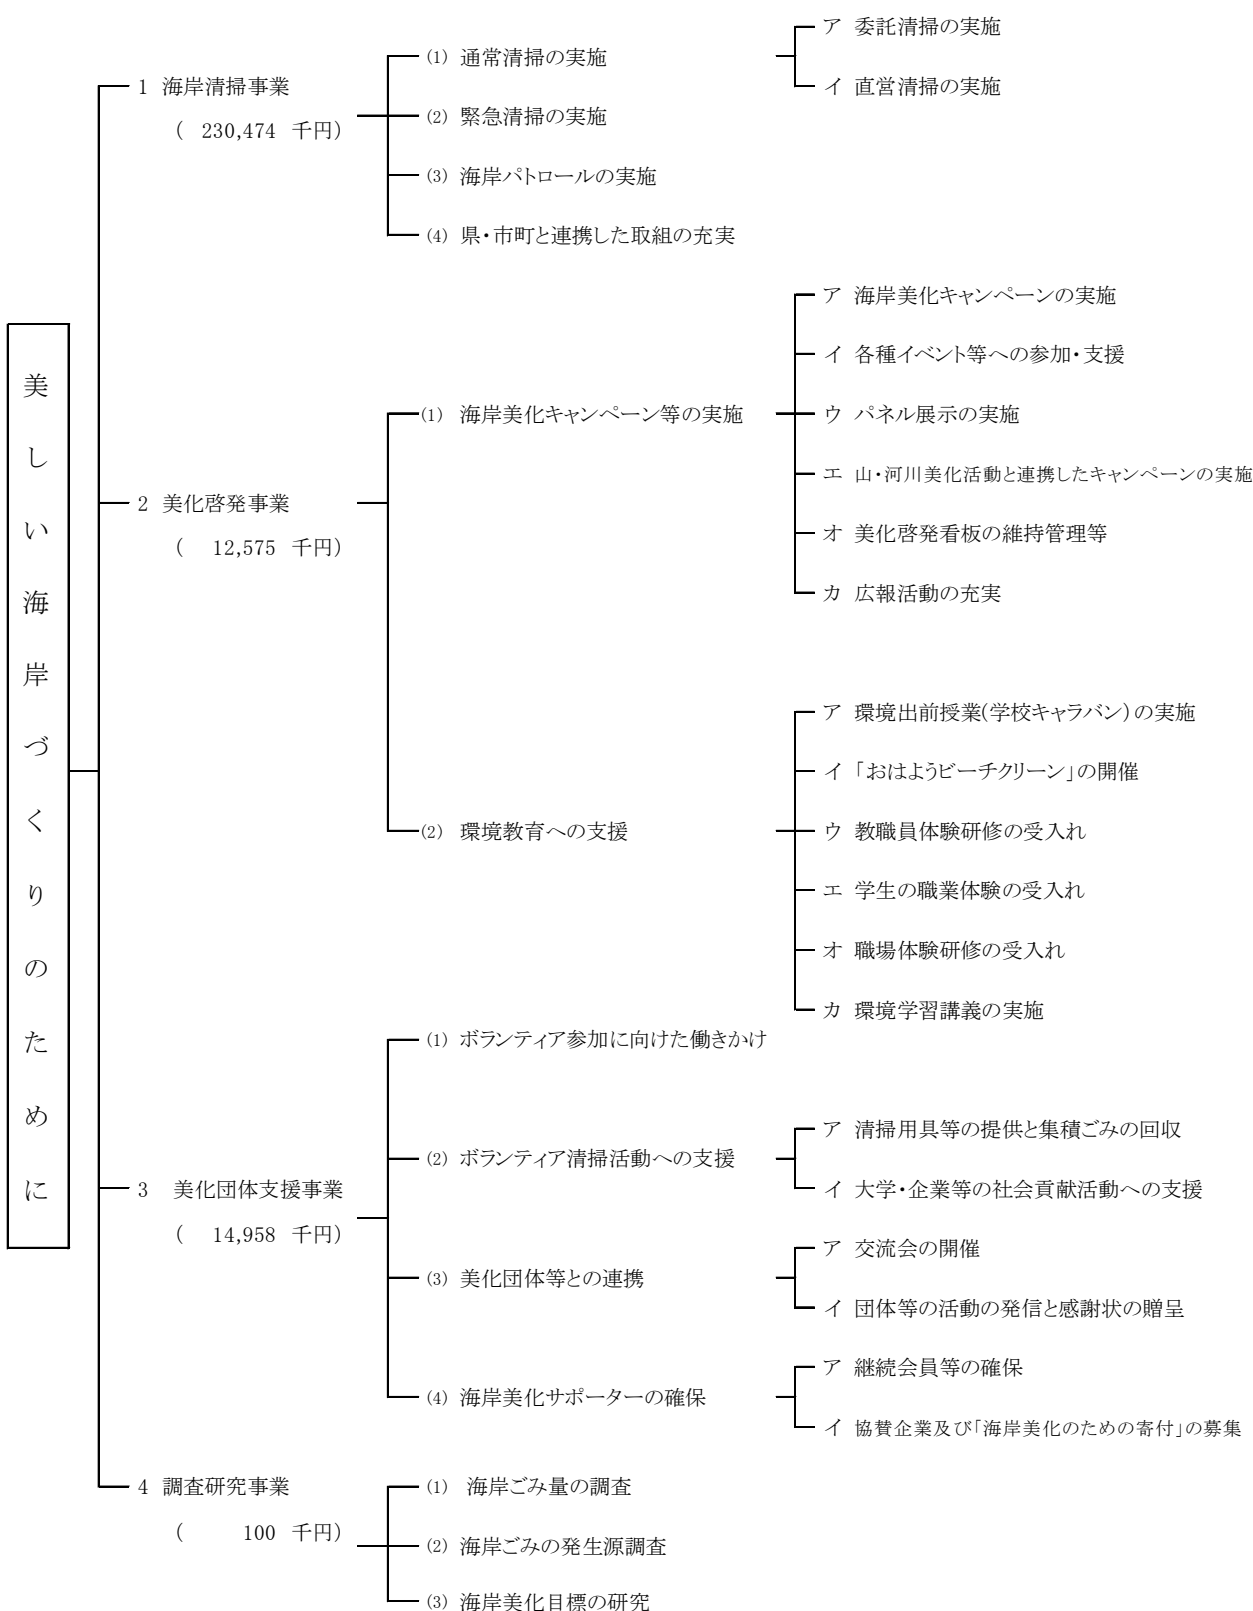 美しい海岸づくりのために
1 海岸清掃事業
( 230,474 千円)
(1) 通常清掃の実施
ア 委託清掃の実施
イ 直営清掃の実施
(2) 緊急清掃の実施
(3) 海岸パトロールの実施
(4) 県・市町と連携した取組の充実
2 美化啓発事業
( 12,575 千円)
(1) 海岸美化キャンペーン等の実施
ア 海岸美化キャンペーンの実施
イ 各種イベント等への参加・支援
ウ パネル展示の実施
エ 山・河川美化活動と連携したキャンペーンの実施
オ 美化啓発看板の維持管理等
カ 広報活動の充実
(2) 環境教育への支援
ア 環境出前授業(学校キャラバン)の実施
イ 「おはようビーチクリーン」の開催
ウ 教職員体験研修の受入れ
エ 学生の職業体験の受入れ
オ 職場体験研修の受入れ
カ 環境学習講義の実施
3 美化団体支援事業
( 14,958 千円)
(1) ボランティア参加に向けた働きかけ
(2) ボランティア清掃活動への支援
ア 清掃用具等の提供と集積ごみの回収
イ 大学・企業等の社会貢献活動への支援
(3) 美化団体等との連携
ア 交流会の開催
イ 団体等の活動の発信と感謝状の贈呈
(4) 海岸美化サポーターの確保
ア 継続会員等の確保
イ 協賛企業及び「海岸美化のための寄付」の募集
4 調査研究事業
( 100 千円)
(1) 海岸ごみ量の調査
(2) 海岸ごみの発生源調査
(3) 海岸美化目標の研究